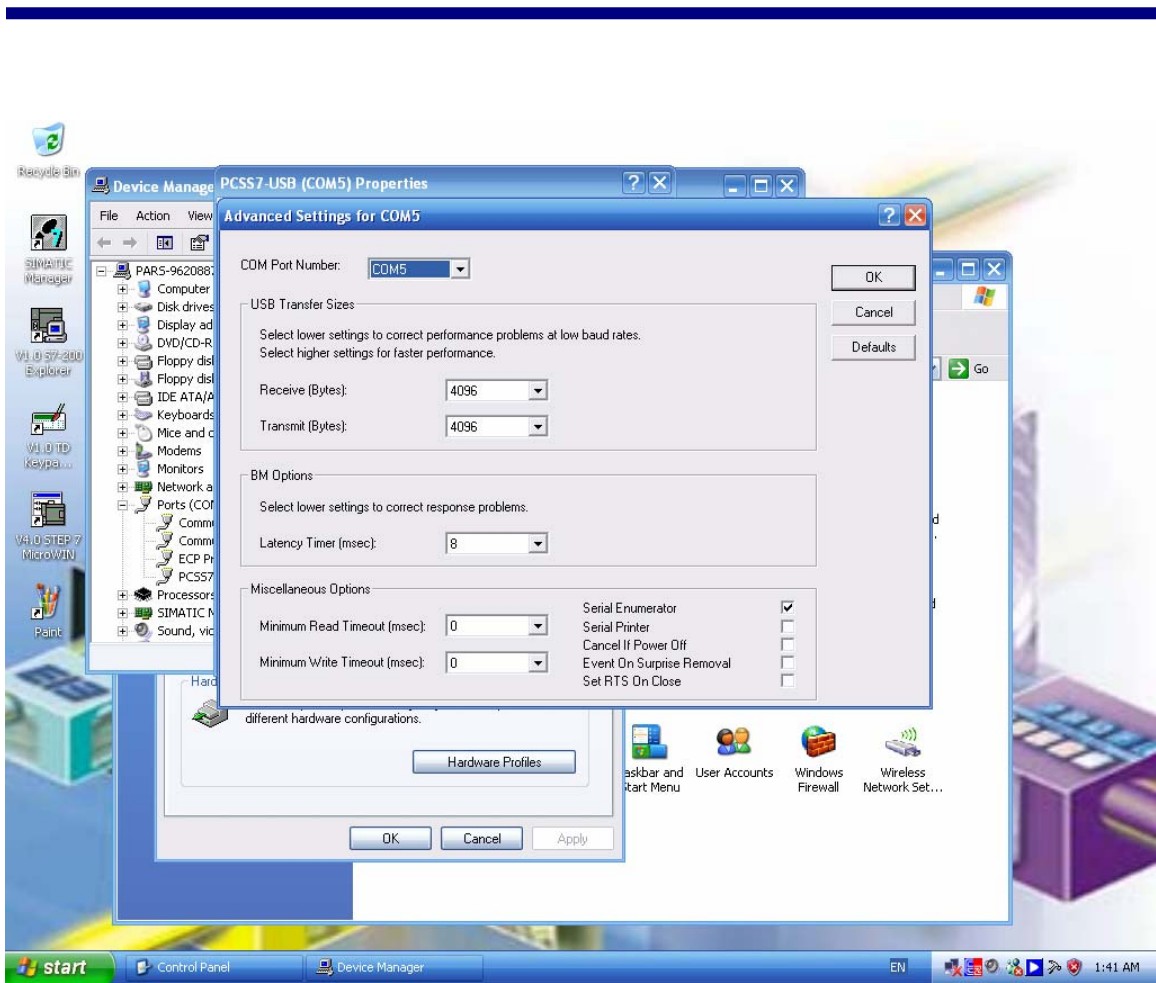 Recycle Bin
SIMATIC
Manager
V1.0 S7-200
Explorer
V1.0 TD
Keypa...
V4.0 STEP 7
MicroWIN
Paint
Device Manage
File Action View
PARS-962088
Computer
Disk drives
Display ad
DVD/CD-R
Floppy disl
Floppy disl
IDE ATA/A
Keyboards
Mice and o
Modems
Monitors
Network a
Ports (COM
Commu
Commu
ECP Pr
PCSS7
Processors
SIMATIC N
Sound, vic
PCSS7-USB (COM5) Properties
Advanced Settings for COM5
COM Port Number: COM5
OK
Cancel
Defaults
USB Transfer Sizes
Select lower settings to correct performance problems at low baud rates.
Select higher settings for faster performance.
Receive (Bytes): 4096
Transmit (Bytes): 4096
BM Options
Select lower settings to correct response problems.
Latency Timer (msec): 8
Miscellaneous Options
Minimum Read Timeout (msec): 0
Minimum Write Timeout (msec): 0
Serial Enumerator
Serial Printer
Cancel If Power Off
Event On Surprise Removal
Set RTS On Close
Go
Hard
different hardware configurations.
Hardware Profiles
OK Cancel Apply
askbar and
Start Menu
User Accounts
Windows
Firewall
Wireless
Network Set...
start Control Panel Device Manager EN 1:41 AM